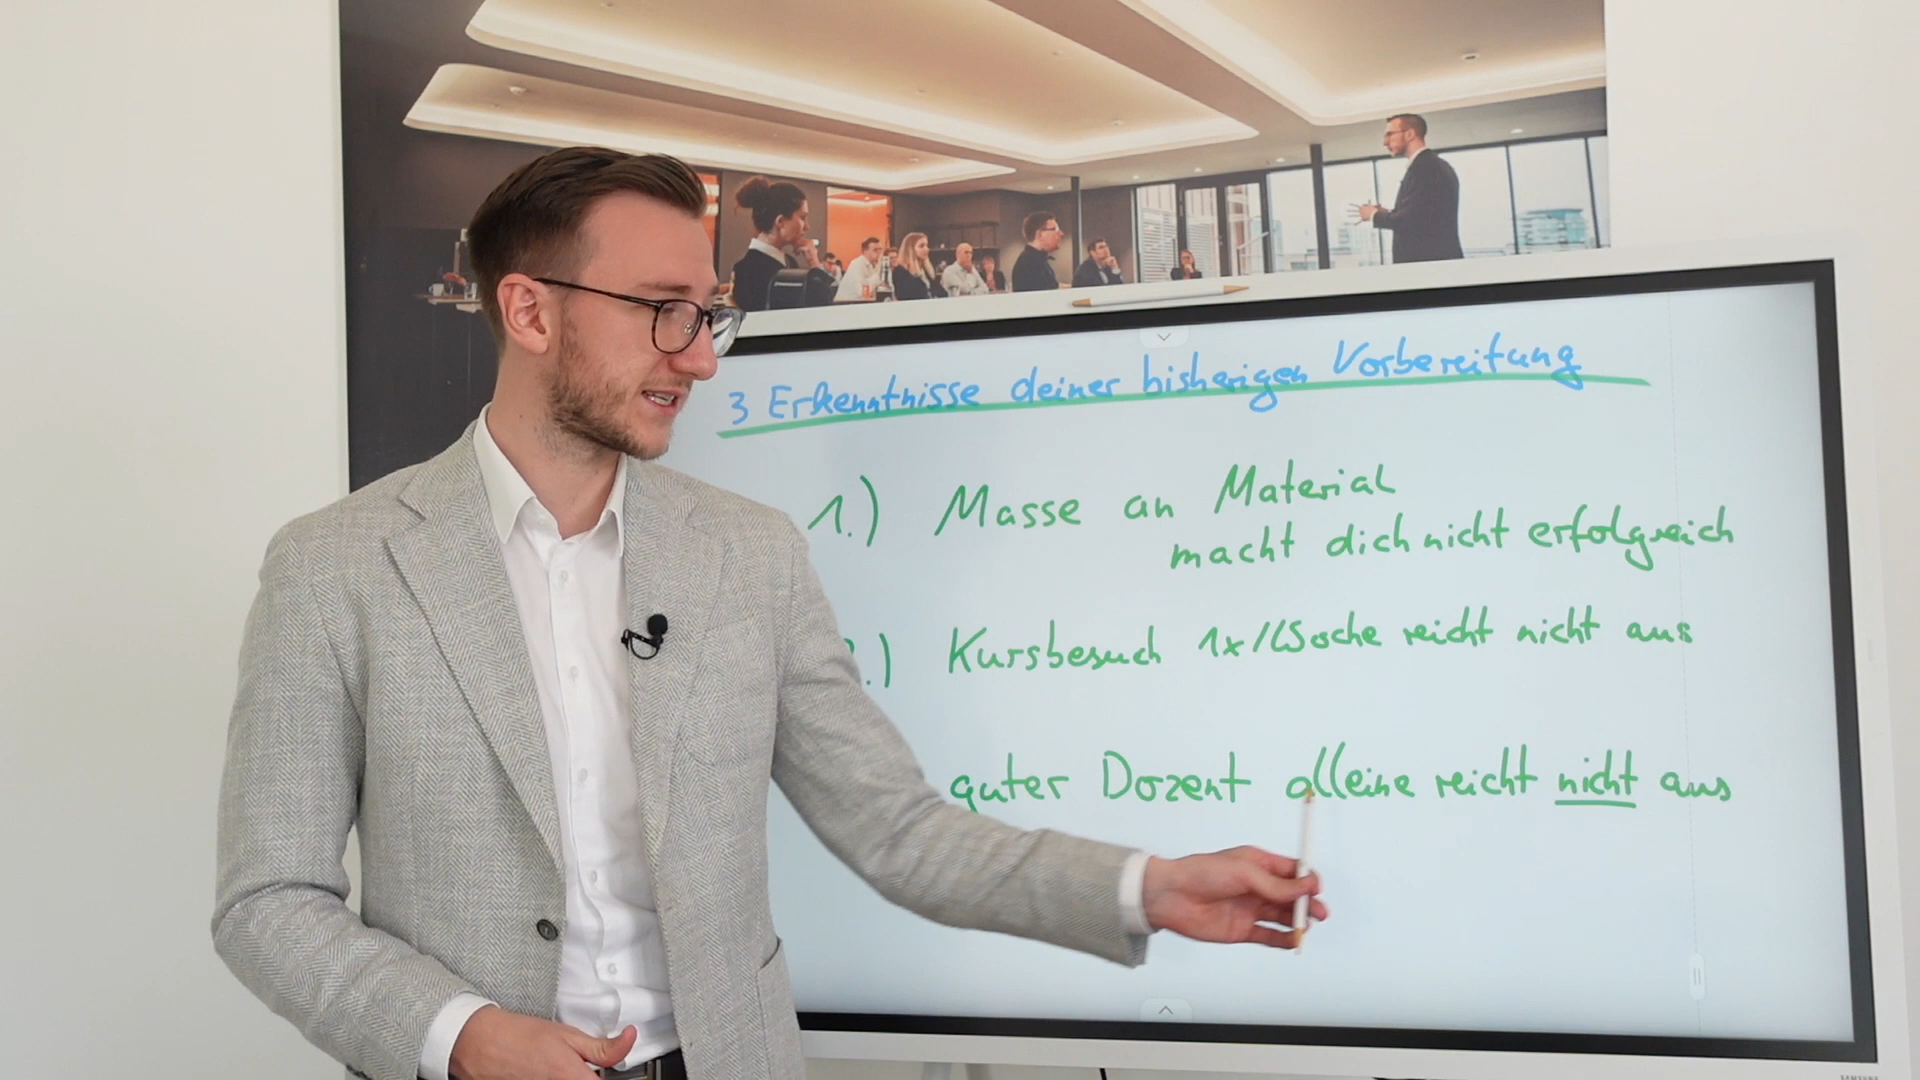 3 Erkenntnisse deiner bisherigen Vorbereitung
1.) Masse an Material
macht dich nicht erfolgreich
.) Kursbesuch 1x/Woche reicht nicht aus
guter Dozent alleine reicht nicht aus
SAMSUNG